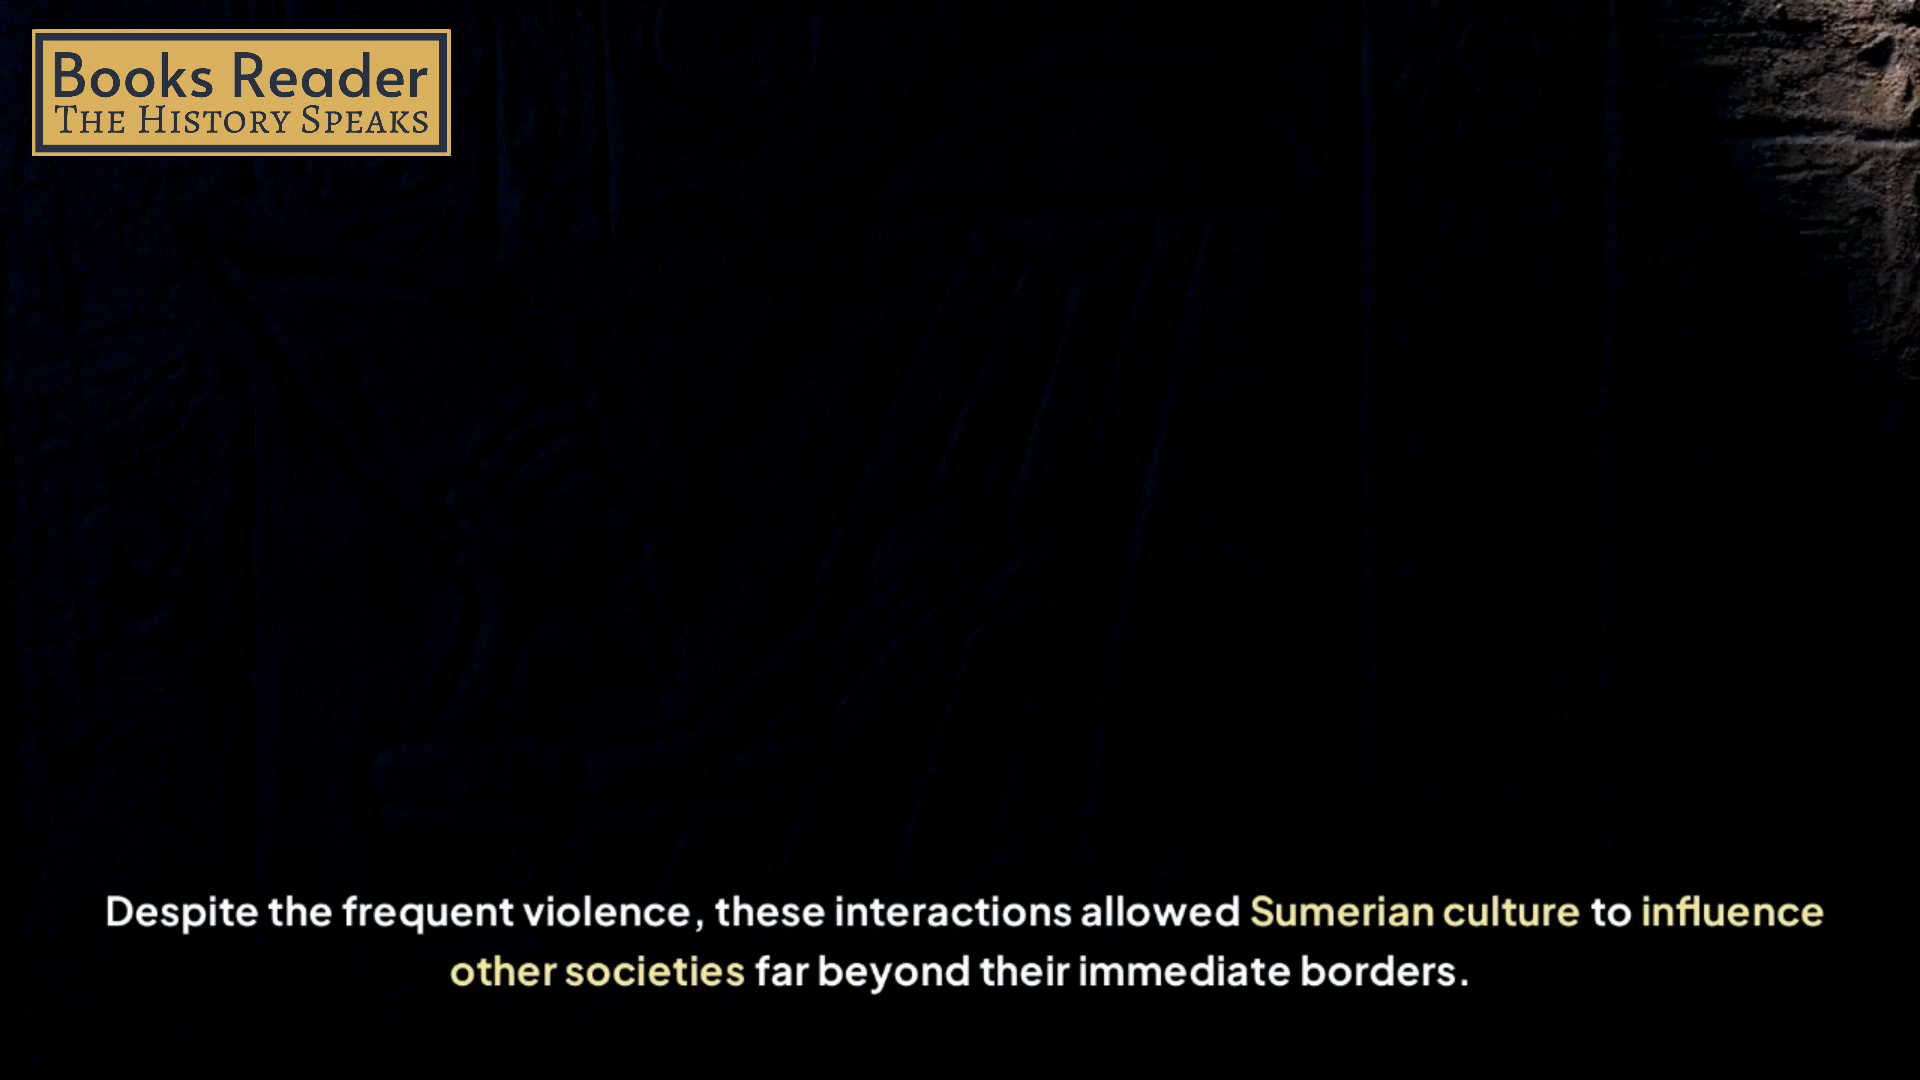 Books Reader
The History Speaks
Despite the frequent violence, these interactions allowed Sumerian culture to influence
other societies far beyond their immediate borders.